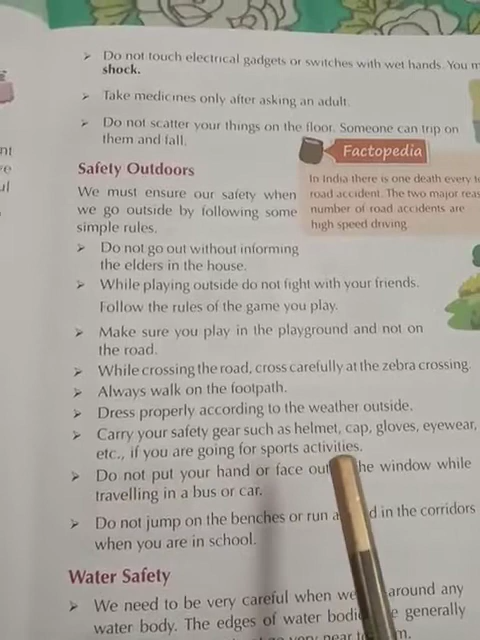 ➤ Do not touch electrical gadgets or switches with wet hands. You
shock.
➤ Take medicines only after asking an adult.
➤ Do not scatter your things on the floor. Someone can trip on
them and fall.
Factopedia
In India there is one death every
road accident. The two major
number of road accidents are
high speed driving.
Safety Outdoors
We must ensure our safety when
we go outside by following some
simple rules.
➤ Do not go out without informing
the elders in the house.
➤ While playing outside do not fight with your friends.
Follow the rules of the game you play.
➤ Make sure you play in the playground and not on
the road.
➤ While crossing the road, cross carefully at the zebra crossing.
➤ Always walk on the footpath.
➤ Dress properly according to the weather outside.
➤ Carry your safety gear such as helmet, cap, gloves, eyewear,
etc., if you are going for sports activities.
➤ Do not put your hand or face out the window while
travelling in a bus or car.
➤ Do not jump on the benches or run in the corridors
when you are in school.
Water Safety
➤ We need to be very careful when around any
water body. The edges of water generally
very near